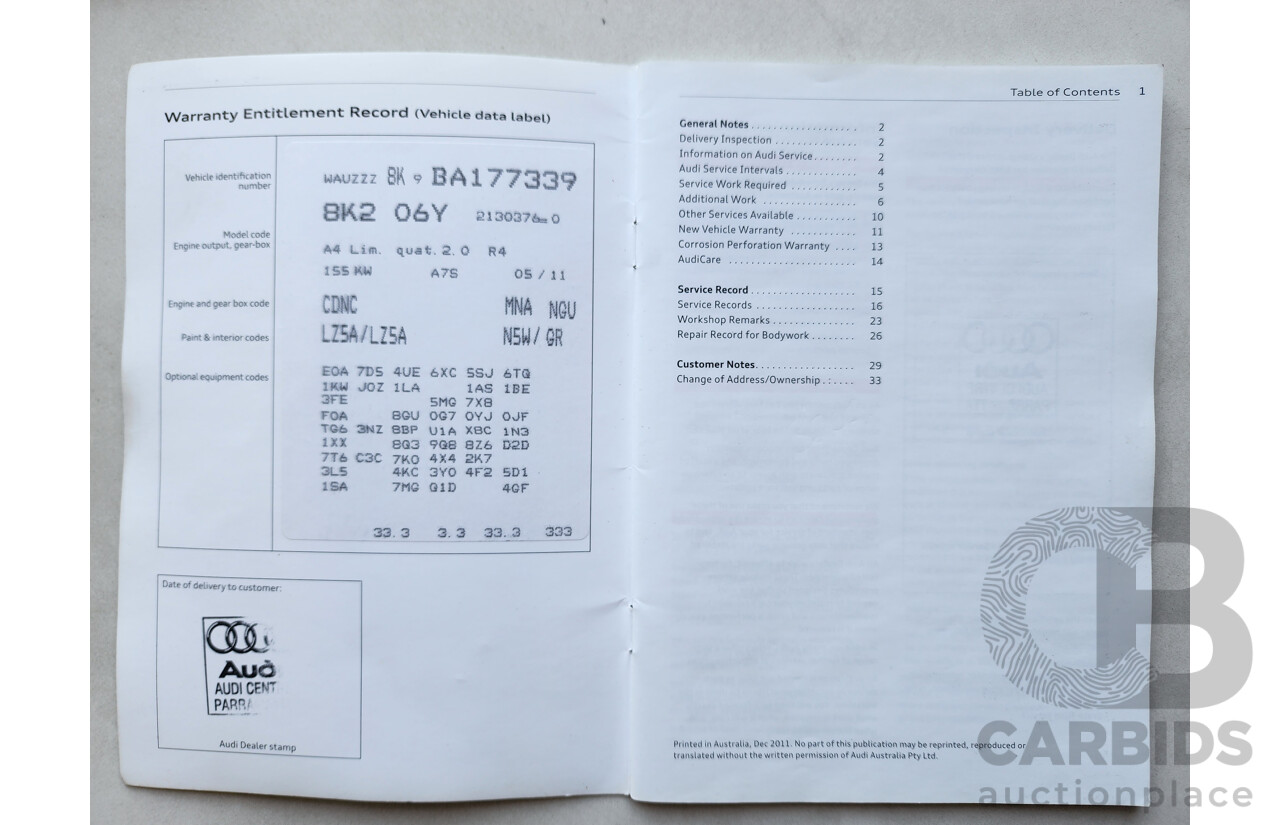 Warranty Entitlement Record (Vehicle data label)
Vehicle identification
number
WAUZZZ 8K 9 BA177339
8K2 06Y 2130376 0
Model code
Engine output, gear-box
A4 Lim. quat. 2.0 R4
155 KW A7S 05 / 11
Engine and gear box code
CDNC MNA NGU
Paint & interior codes
LZ5A/LZ5A N5W/ GR
Optional equipment codes
E0A 7D5 4UE 6XC 5SJ 6TQ
1KW J0Z 1LA 1AS 1BE
3FE 5MG 7X8
F0A 8GU 0G7 0YJ 0JF
TG6 3NZ 8BP U1A X8C 1N3
1XX 8Q3 9Q8 8Z6 D2D
7T6 C3C 7K0 4X4 2K7
3L5 4KC 3Y0 4F2 5D1
1SA 7MG Q1D 4GF
33.3 3.3 33.3 333
Date of delivery to customer:
Aud
AUDI CENT
PARRA
Audi Dealer stamp
Table of Contents 1
General Notes . . . . . . . . . . . . . . . . . . . 2
Delivery Inspection . . . . . . . . . . . . . . . 2
Information on Audi Service . . . . . . . . 2
Audi Service Intervals . . . . . . . . . . . . . 4
Service Work Required . . . . . . . . . . . . 5
Additional Work . . . . . . . . . . . . . . . . . 6
Other Services Available . . . . . . . . . . . 10
New Vehicle Warranty . . . . . . . . . . . . 11
Corrosion Perforation Warranty . . . . 13
AudiCare . . . . . . . . . . . . . . . . . . . . . . . 14
Service Record . . . . . . . . . . . . . . . . . . . 15
Service Records . . . . . . . . . . . . . . . . . . 16
Workshop Remarks . . . . . . . . . . . . . . . 23
Repair Record for Bodywork . . . . . . . . 26
Customer Notes . . . . . . . . . . . . . . . . . . 29
Change of Address/Ownership . . . . . . 33
Printed in Australia, Dec 2011. No part of this publication may be reprinted, reproduced or
translated without the written permission of Audi Australia Pty Ltd.
CB
CARBIDS
auctionplace